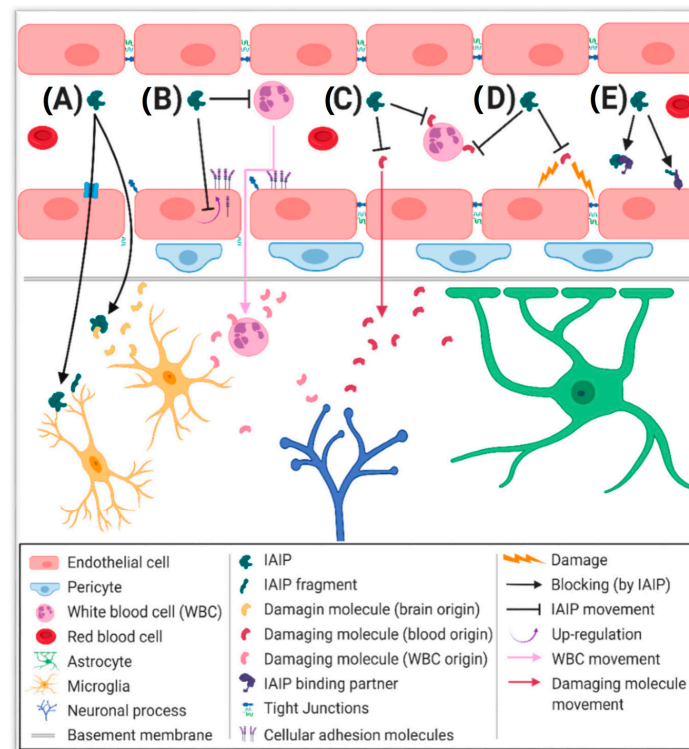 (A) (B) (C) (D) (E)
Endothelial cell
Pericyte
White blood cell (WBC)
Red blood cell
Astrocyte
Microglia
Neuronal process
Basement membrane
IAIP
IAIP fragment
Damagin molecule (brain origin)
Damaging molecule (blood origin)
Damaging molecule (WBC origin)
IAIP binding partner
Tight Junctions
Cellular adhesion molecules
Damage
Blocking (by IAIP)
IAIP movement
Up-regulation
WBC movement
Damaging molecule
movement